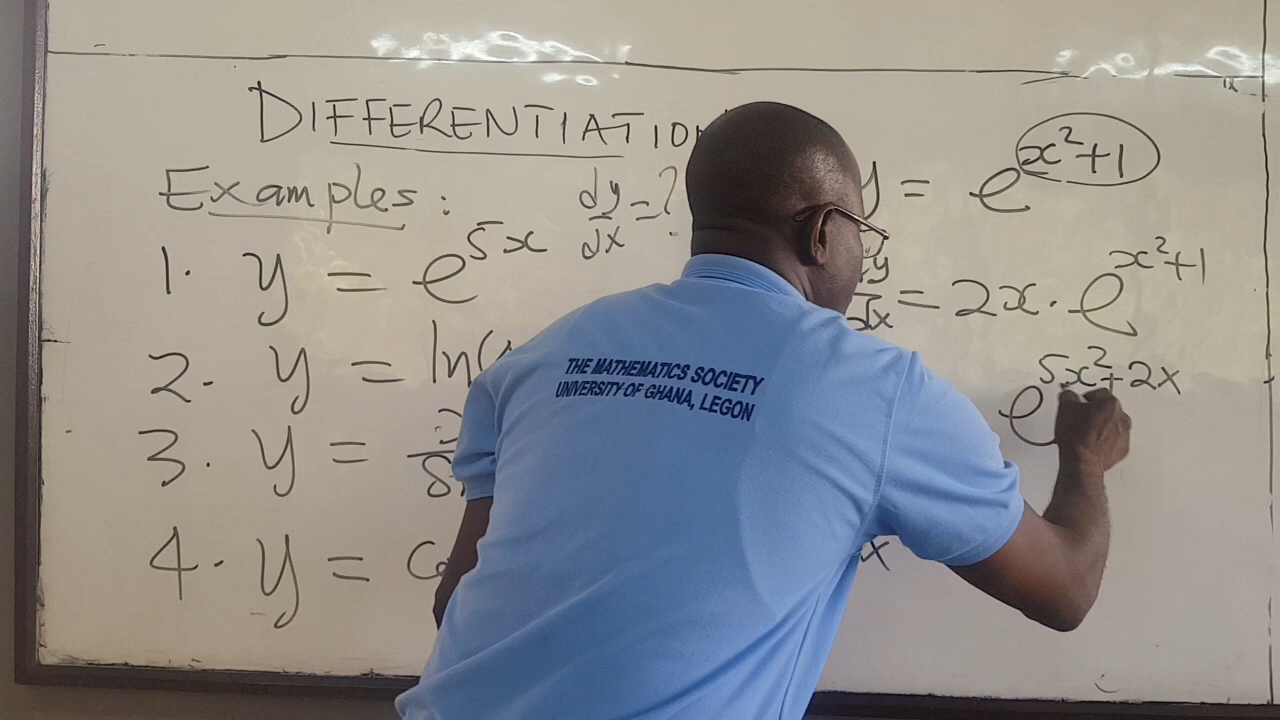 DIFFERENTIATION
Examples: dy/dx = ?
1. y = e^{5x}
2. y = ln(
3. y =
4. y =
y = e^{x²+1}
dy/dx = 2x. e^{x²+1}
e^{5x²+2x}
x
THE MATHEMATICS SOCIETY
UNIVERSITY OF GHANA, LEGON